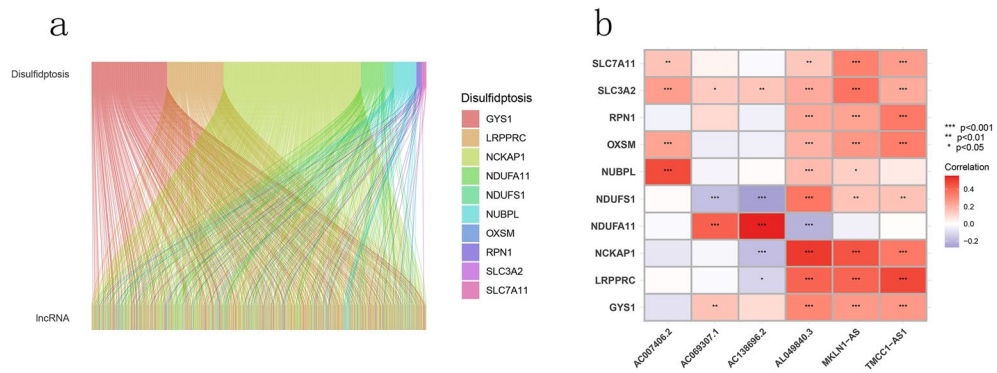 a
Disulfidptosis
lncRNA
Disulfidptosis
GYS1
LRPPRC
NCKAP1
NDUFA11
NDUFS1
NUBPL
OXSM
RPN1
SLC3A2
SLC7A11
b
SLC7A11 ** ** *** ***
SLC3A2 *** * ** *** *** ***
RPN1 *** *** ***
OXSM *** *** *** ***
NUBPL *** *** *
NDUFS1 *** *** *** ** **
NDUFA11 *** *** ***
NCKAP1 *** *** *** ***
LRPPRC * *** *** ***
GYS1 ** *** *** ***
AC007406.2
AC069307.1
AC138696.2
AL049840.3
MKLN1-AS
TMCC1-AS1
*** p<0.001
** p<0.01
* p<0.05
Correlation
0.4
0.2
0.0
-0.2